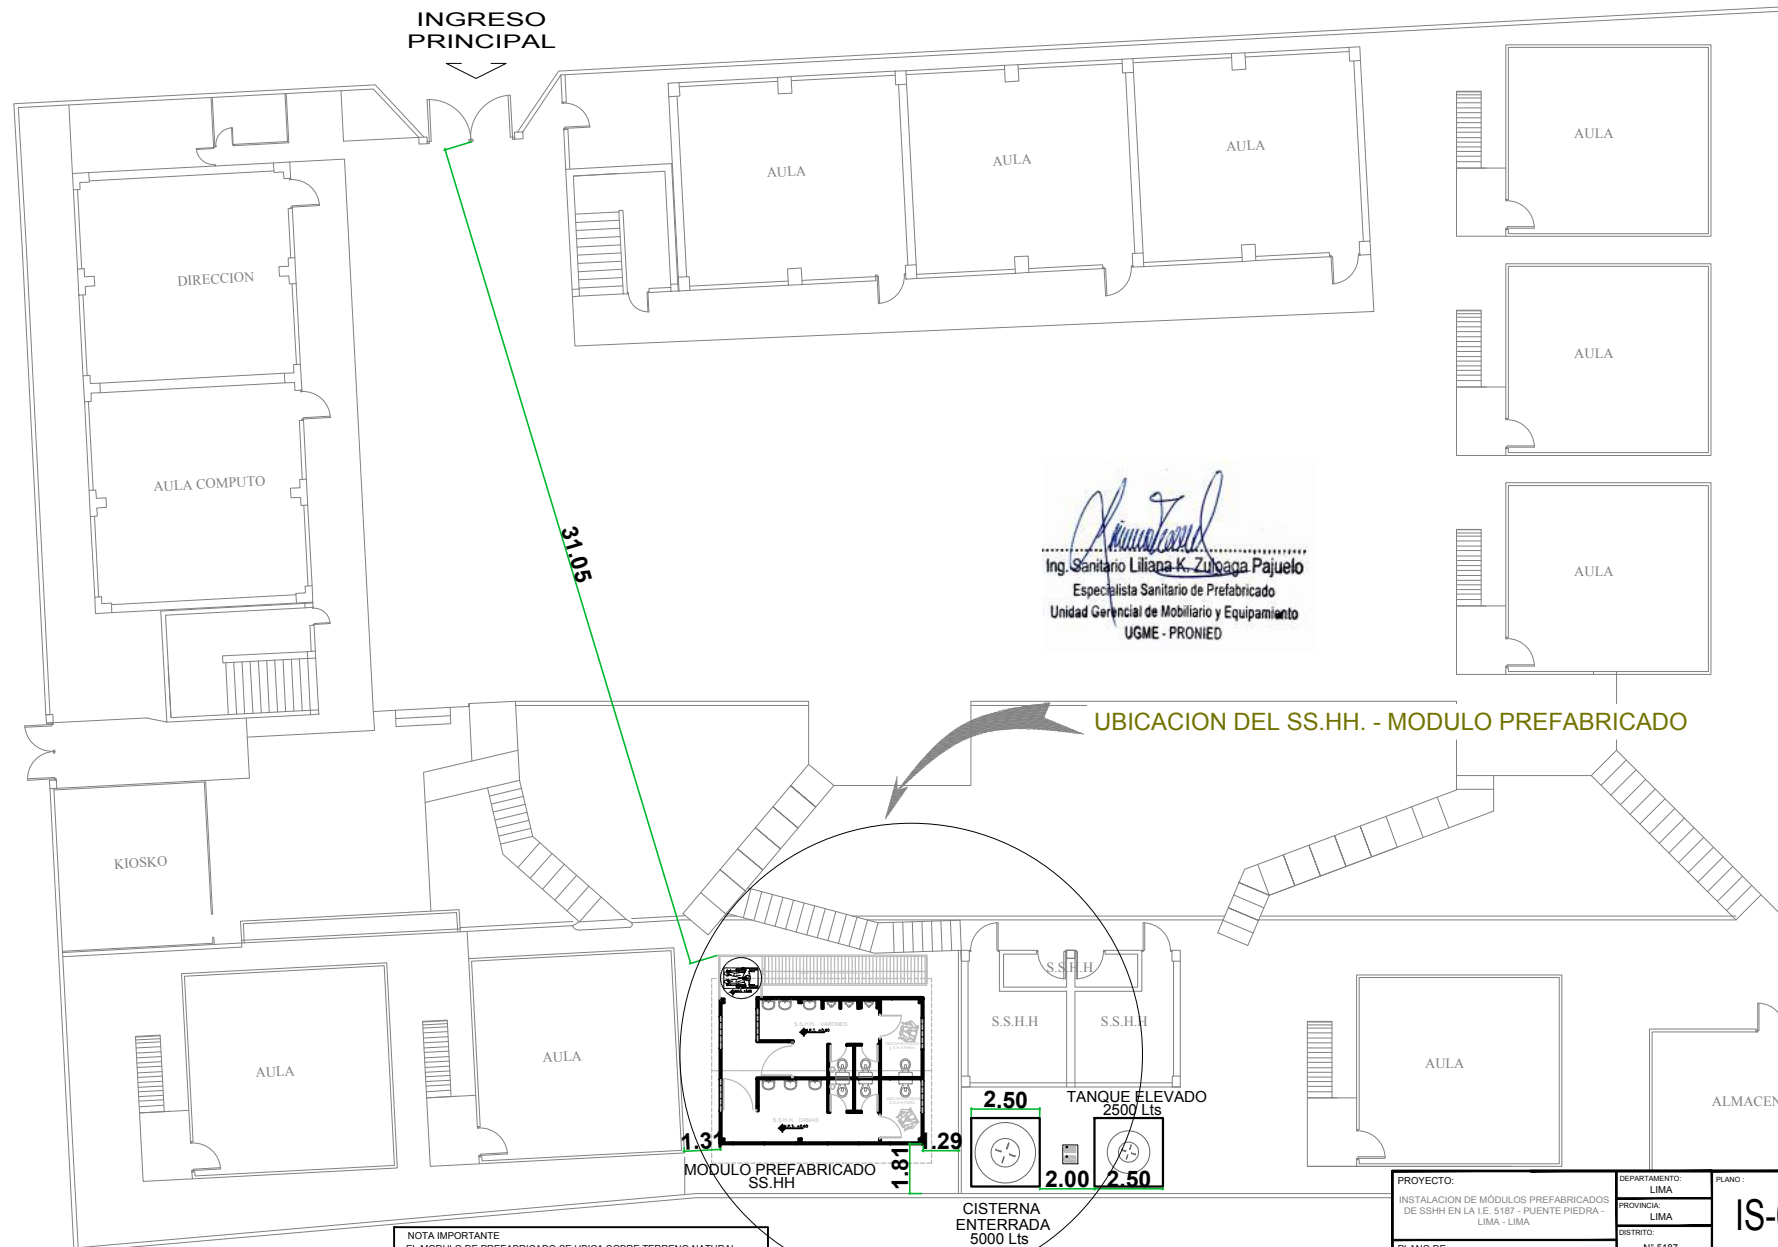 INGRESO
PRINCIPAL
AULA
AULA
AULA
AULA
DIRECCION
AULA
AULA COMPUTO
31.05
Ing. Sanitario Liliana K. Zuloaga Pajuelo
Especialista Sanitario de Prefabricado
Unidad Gerencial de Mobiliario y Equipamiento
UGME - PRONIED
AULA
UBICACION DEL SS.HH. - MODULO PREFABRICADO
KIOSKO
S.S.H.H
S.S.H.H
S.S.H.H
AULA
AULA
AULA
ALMACEN
S.S.H.H. VARONES
S.S.H.H. DAMAS
2.50
TANQUE ELEVADO
2500 Lts
1.31
1.81
2.00
2.50
MODULO PREFABRICADO
SS.HH
CISTERNA
ENTERRADA
5000 Lts
NOTA IMPORTANTE
PROYECTO:
INSTALACION DE MÓDULOS PREFABRICADOS
DE SSHH EN LA I.E. 5187 - PUENTE PIEDRA -
LIMA - LIMA
DEPARTAMENTO:
LIMA
PROVINCIA:
LIMA
DISTRITO:
PLANO :